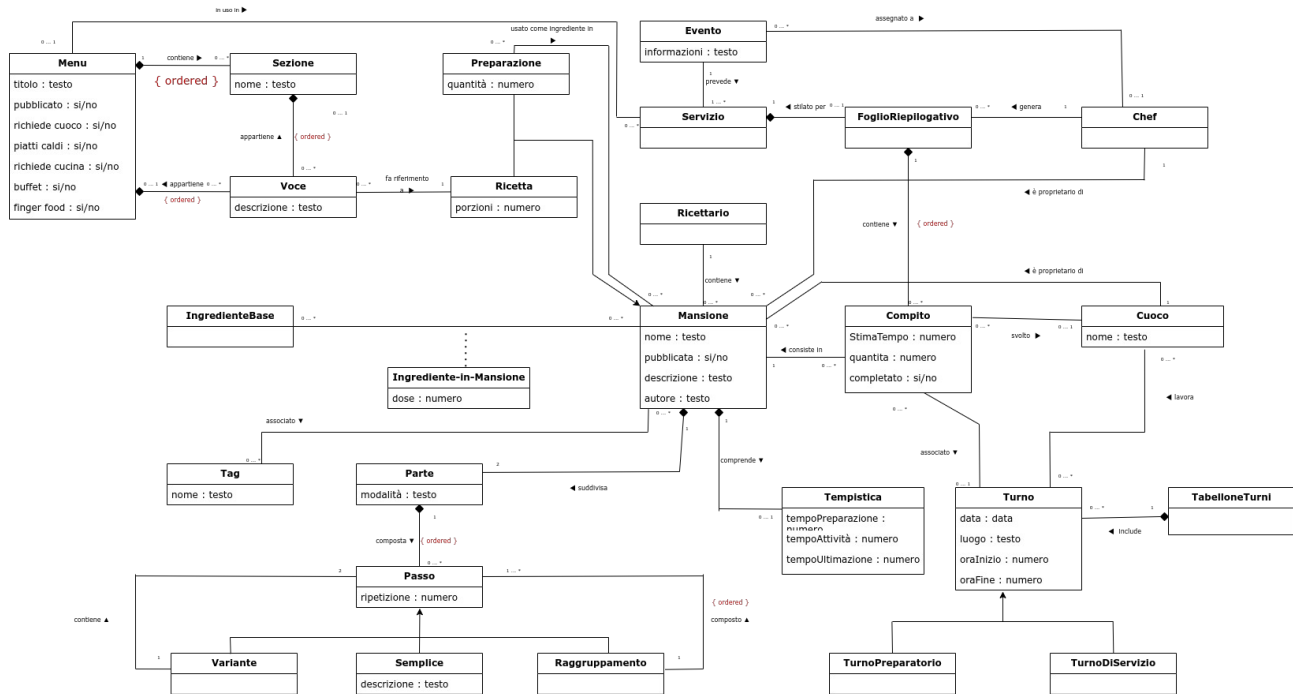 in uso in ►
usato come ingrediente in
►
assegnato a ►
0 ... 1
0 ... *
0 ... *
0 ... *
Menu
titolo : testo
pubblicato : si/no
richiede cuoco : si/no
piatti caldi : si/no
richiede cucina : si/no
buffet : si/no
finger food : si/no
1
contiene ►
0 ... *
{ ordered }
Sezione
nome : testo
0 ... 1
appartiene ▲
{ ordered }
0 ... *
0 ... 1
◄ appartiene
0 ... *
{ ordered }
Voce
descrizione : testo
0 ... *
fa riferimento
a ►
1
Preparazione
quantità : numero
Ricetta
porzioni : numero
Evento
informazioni : testo
1
prevede ▼
1 ... *
0 ... *
Servizio
1
◄ stilato per
0 ... 1
FoglioRiepilogativo
0 ... *
◄ genera
1
Chef
1
1
◄ è proprietario di
Ricettario
1
contiene ▼
0 ... *
contiene ▼
{ ordered }
◄ è proprietario di
0 ... *
0 ... *
0 ... *
0 ... *
1
IngredienteBase
0 ... *
0 ... *
Ingrediente-in-Mansione
dose : numero
Mansione
nome : testo
pubblicata : si/no
descrizione : testo
autore : testo
0 ... *
◄ consiste in
1
0 ... *
Compito
StimaTempo : numero
quantita : numero
completato : si/no
0 ... *
0 ... 1
svolto ►
Cuoco
nome : testo
0 ... *
◄ lavora
0 ... *
associato ▼
0 ... *
0 ... *
1
1
Tag
nome : testo
Parte
modalità : testo
2
◄ suddivisa
comprende ▼
0 ... 1
associato ▼
0 ... 1
0 ... *
Tempistica
tempoPreparazione :
numero
tempoAttività : numero
tempoUltimazione : numero
Turno
data : data
luogo : testo
oraInizio : numero
oraFine : numero
0 ... *
1
◄ Include
TabelloneTurni
1
composta ▼
{ ordered }
0 ... *
2
1 ... *
Passo
ripetizione : numero
contiene ▲
{ ordered }
composto ▲
1
1
Variante
Semplice
descrizione : testo
Raggruppamento
TurnoPreparatorio
TurnoDiServizio